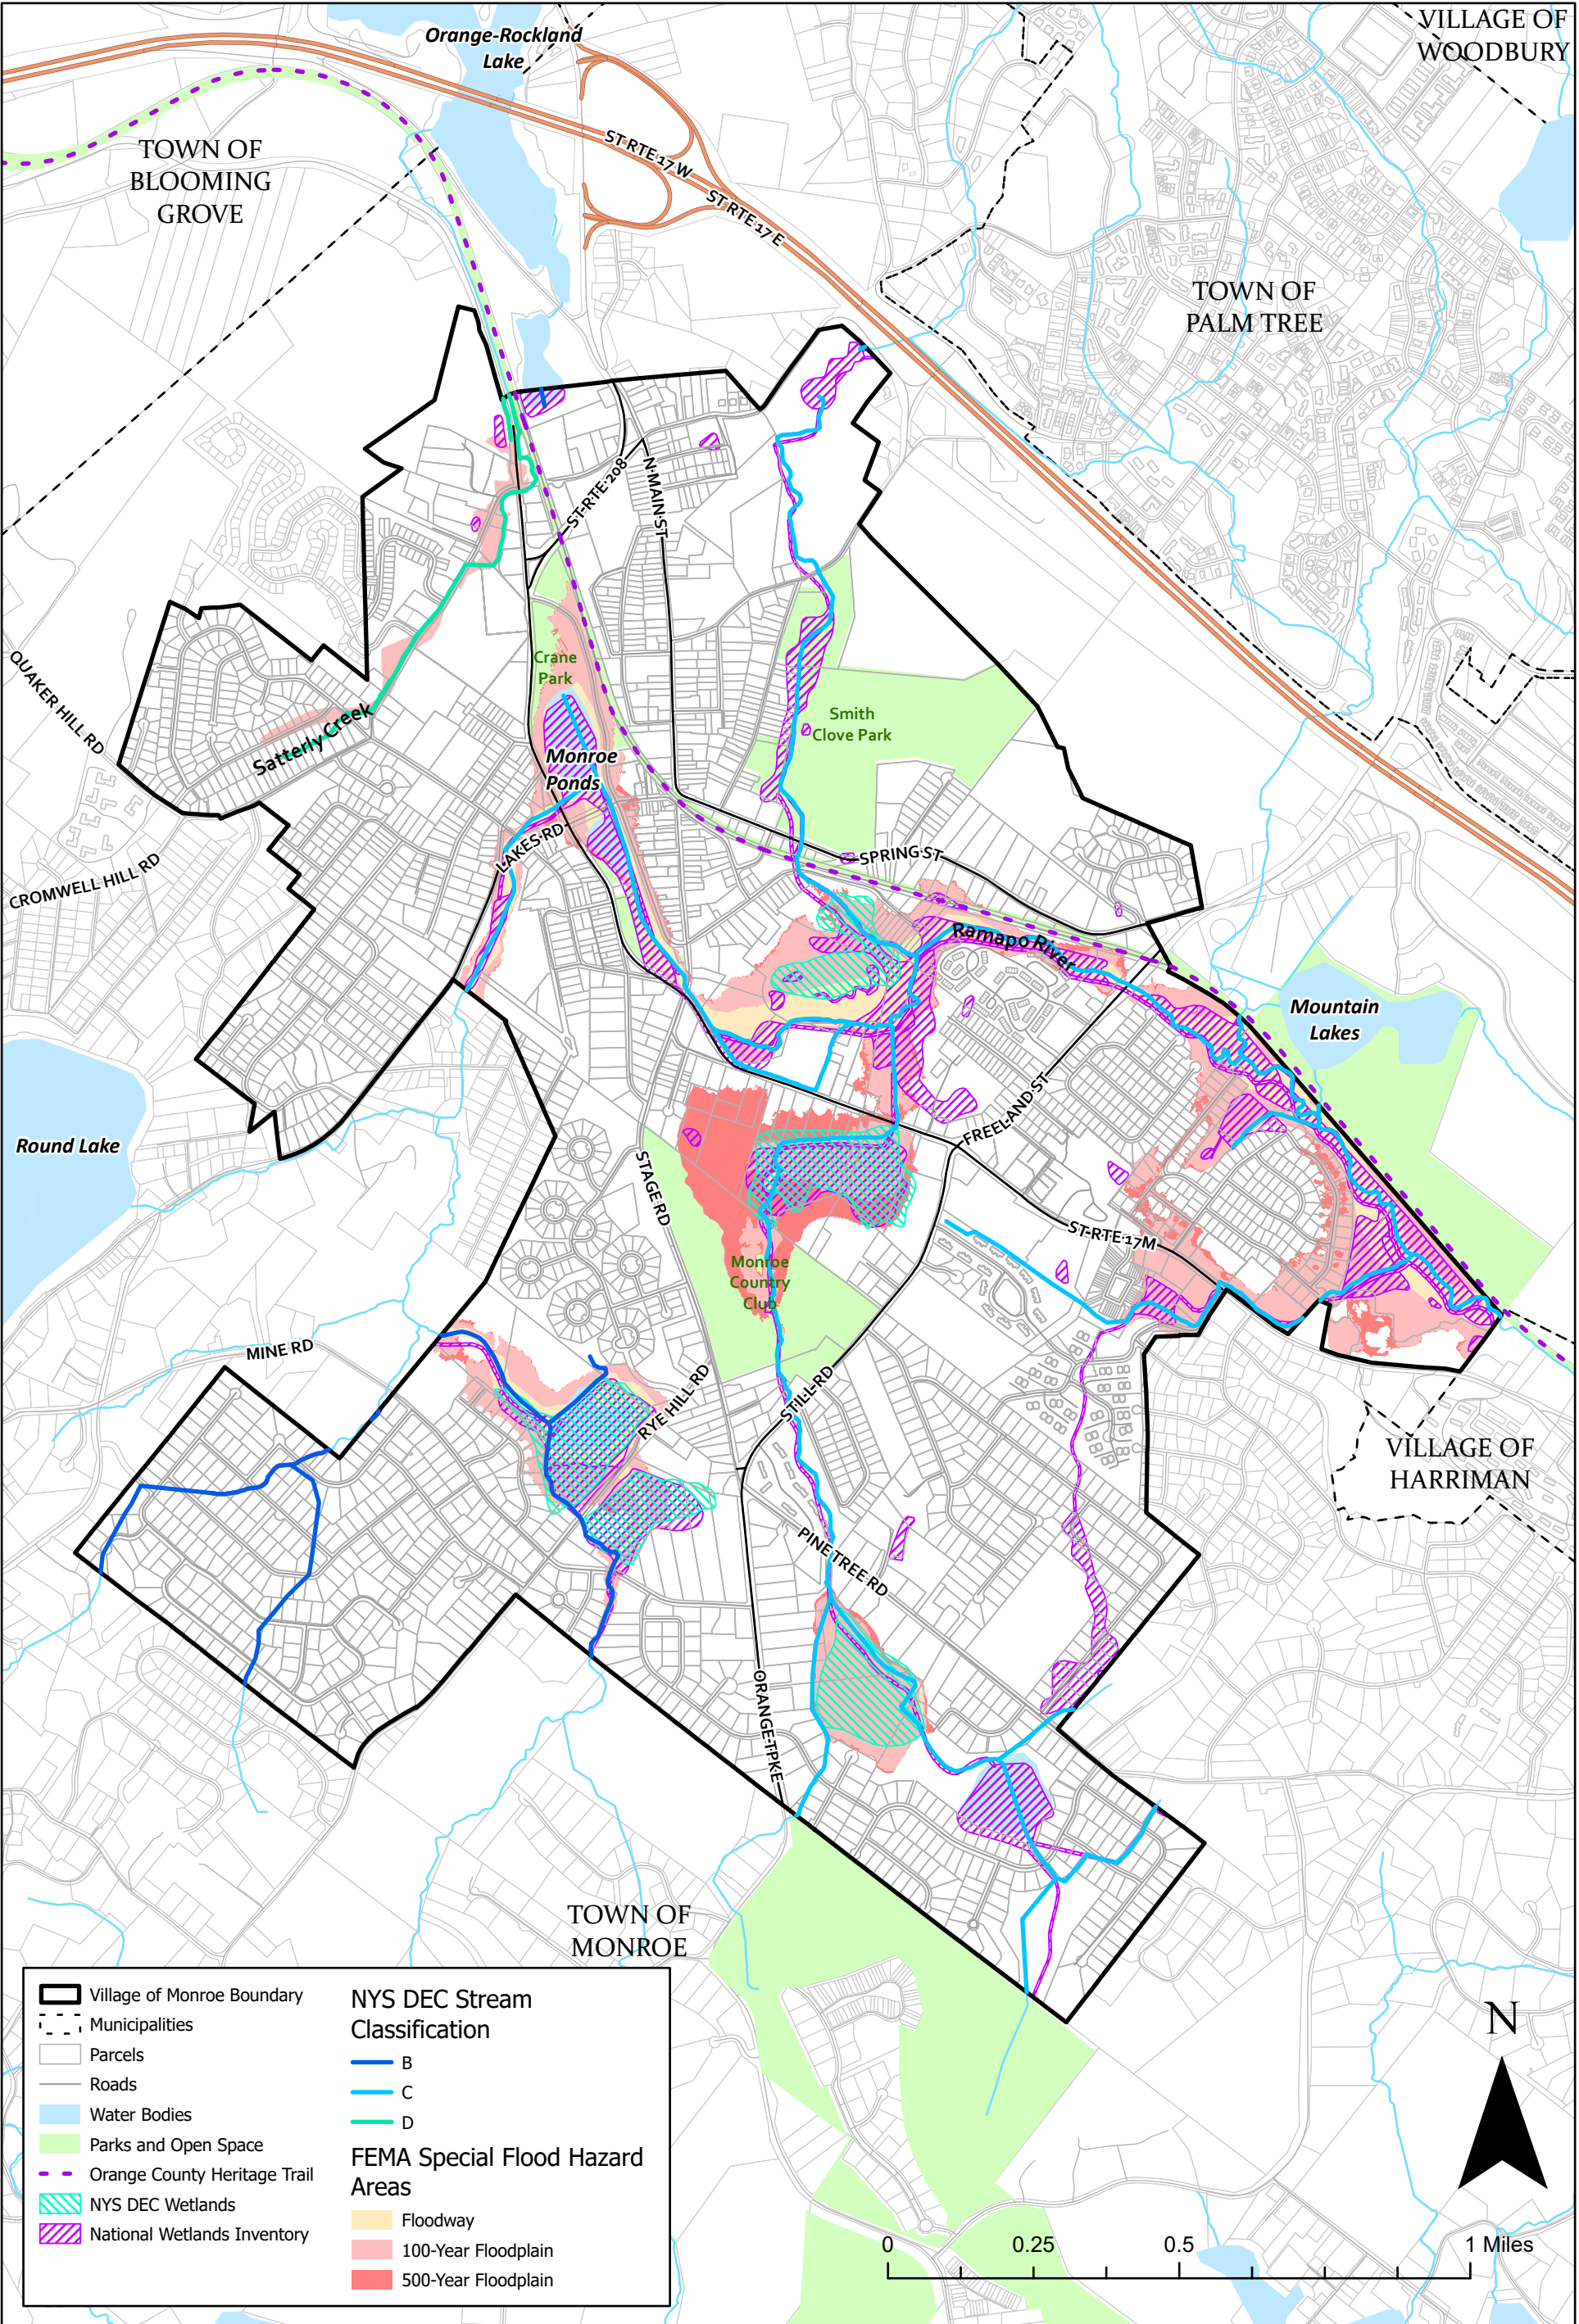 VILLAGE OF
WOODBURY
Orange-Rockland
Lake
TOWN OF
BLOOMING
GROVE
ST RTE 17 W
ST RTE 17 E
TOWN OF
PALM TREE
ST RTE 208
N MAIN ST
QUAKER HILL RD
Crane
Park
Smith
Clove Park
Satterly Creek
Monroe
Ponds
LAKES RD
SPRING ST
CROMWELL HILL RD
Ramapo River
Mountain
Lakes
Round Lake
FREELAND ST
STAGE RD
ST RTE 17M
Monroe
Country
Club
MINE RD
STILL RD
RYE HILL RD
VILLAGE OF
HARRIMAN
PINE TREE RD
ORANGE TPKE
TOWN OF
MONROE
Village of Monroe Boundary
Municipalities
Parcels
Roads
Water Bodies
Parks and Open Space
Orange County Heritage Trail
NYS DEC Wetlands
National Wetlands Inventory
NYS DEC Stream
Classification
B
C
D
FEMA Special Flood Hazard
Areas
Floodway
100-Year Floodplain
500-Year Floodplain
N
0 0.25 0.5 1 Miles